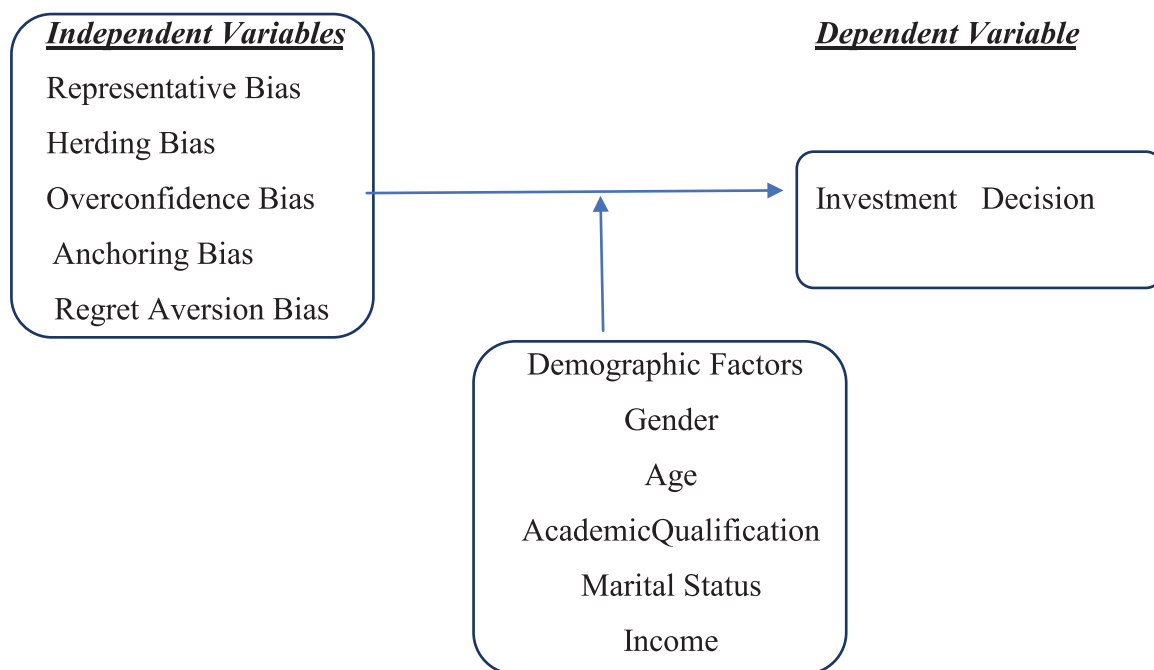 Independent Variables
Representative Bias
Herding Bias
Overconfidence Bias
Anchoring Bias
Regret Aversion Bias
Dependent Variable
Investment Decision
Demographic Factors
Gender
Age
AcademicQualification
Marital Status
Income